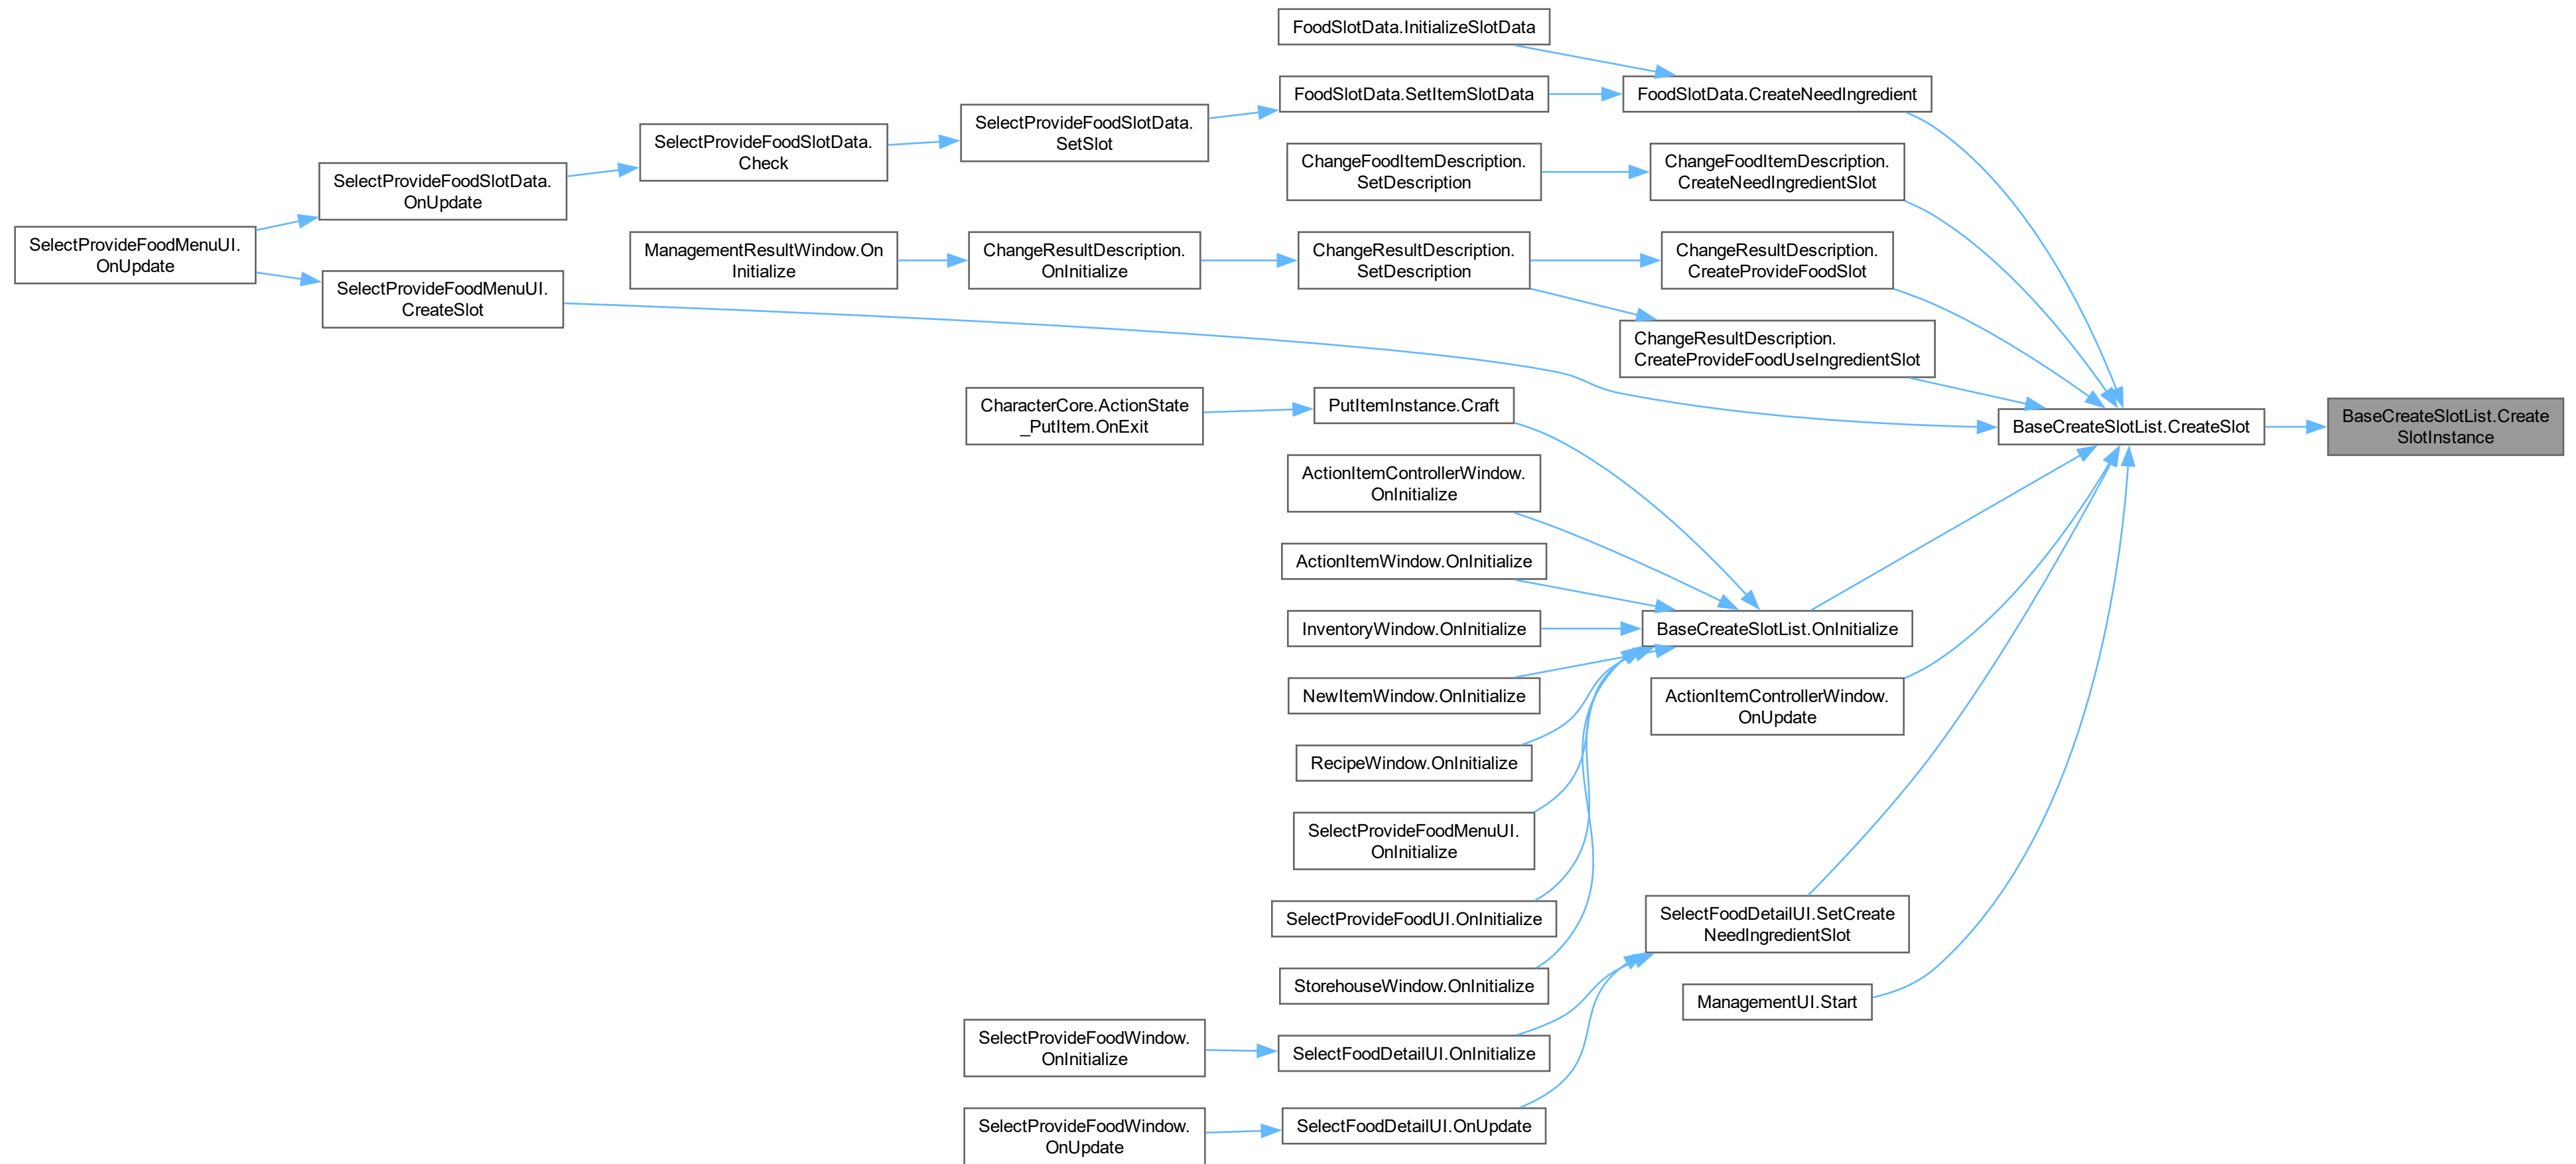 FoodSlotData.InitializeSlotData
FoodSlotData.SetItemSlotData
FoodSlotData.CreateNeedIngredient
SelectProvideFoodSlotData.
SetSlot
SelectProvideFoodSlotData.
Check
SelectProvideFoodSlotData.
OnUpdate
ChangeFoodItemDescription.
SetDescription
ChangeFoodItemDescription.
CreateNeedIngredientSlot
SelectProvideFoodMenuUI.
OnUpdate
ManagementResultWindow.On
Initialize
ChangeResultDescription.
OnInitialize
ChangeResultDescription.
SetDescription
ChangeResultDescription.
CreateProvideFoodSlot
SelectProvideFoodMenuUI.
CreateSlot
ChangeResultDescription.
CreateProvideFoodUseIngredientSlot
CharacterCore.ActionState
_PutItem.OnExit
PutItemInstance.Craft
BaseCreateSlotList.CreateSlot
BaseCreateSlotList.Create
SlotInstance
ActionItemControllerWindow.
OnInitialize
ActionItemWindow.OnInitialize
InventoryWindow.OnInitialize
BaseCreateSlotList.OnInitialize
NewItemWindow.OnInitialize
ActionItemControllerWindow.
OnUpdate
RecipeWindow.OnInitialize
SelectProvideFoodMenuUI.
OnInitialize
SelectProvideFoodUI.OnInitialize
SelectFoodDetailUI.SetCreate
NeedIngredientSlot
StorehouseWindow.OnInitialize
ManagementUI.Start
SelectProvideFoodWindow.
OnInitialize
SelectFoodDetailUI.OnInitialize
SelectProvideFoodWindow.
OnUpdate
SelectFoodDetailUI.OnUpdate